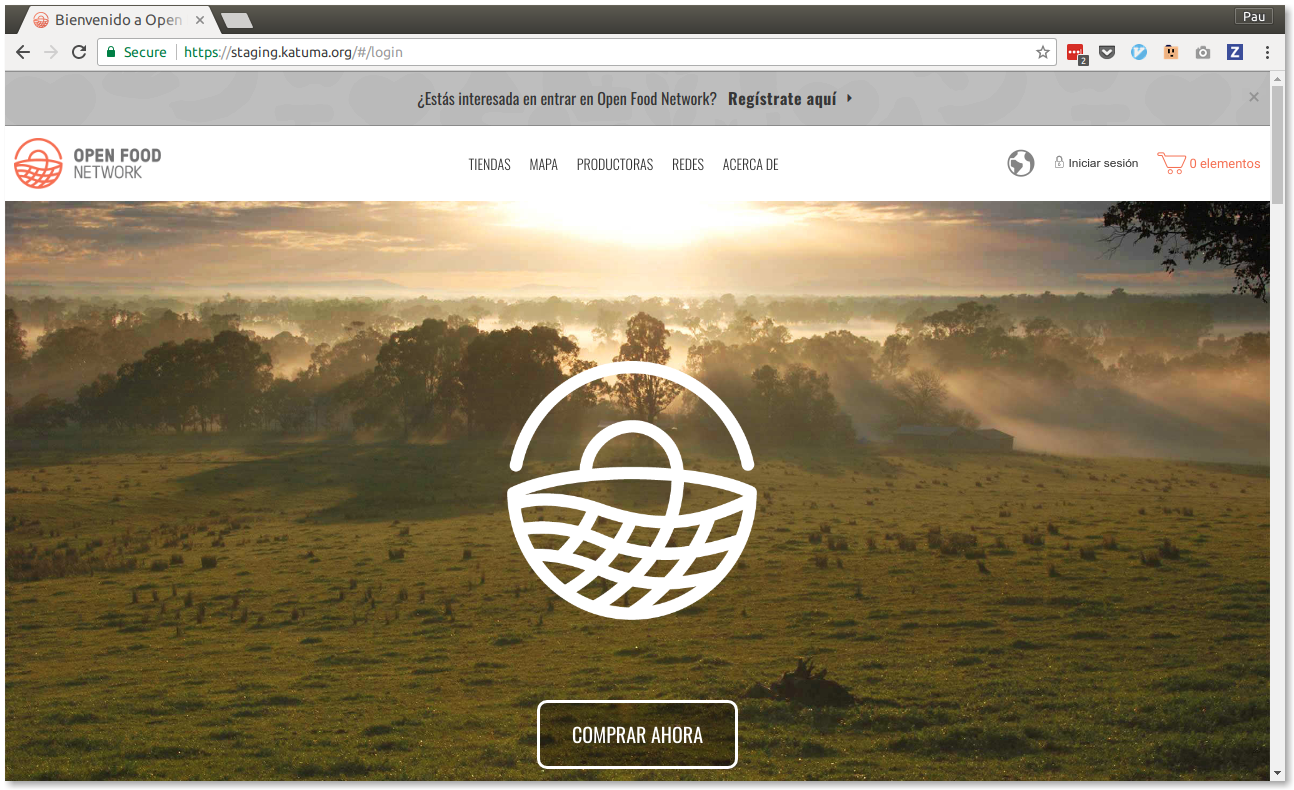 Bienvenido a Open
Pau
Secure
https://staging.katuma.org/#/login
2
Z
¿Estás interesada en entrar en Open Food Network? Regístrate aquí
OPEN FOOD
NETWORK
TIENDAS MAPA PRODUCTORAS REDES ACERCA DE
Iniciar sesión
0 elementos
COMPRAR AHORA